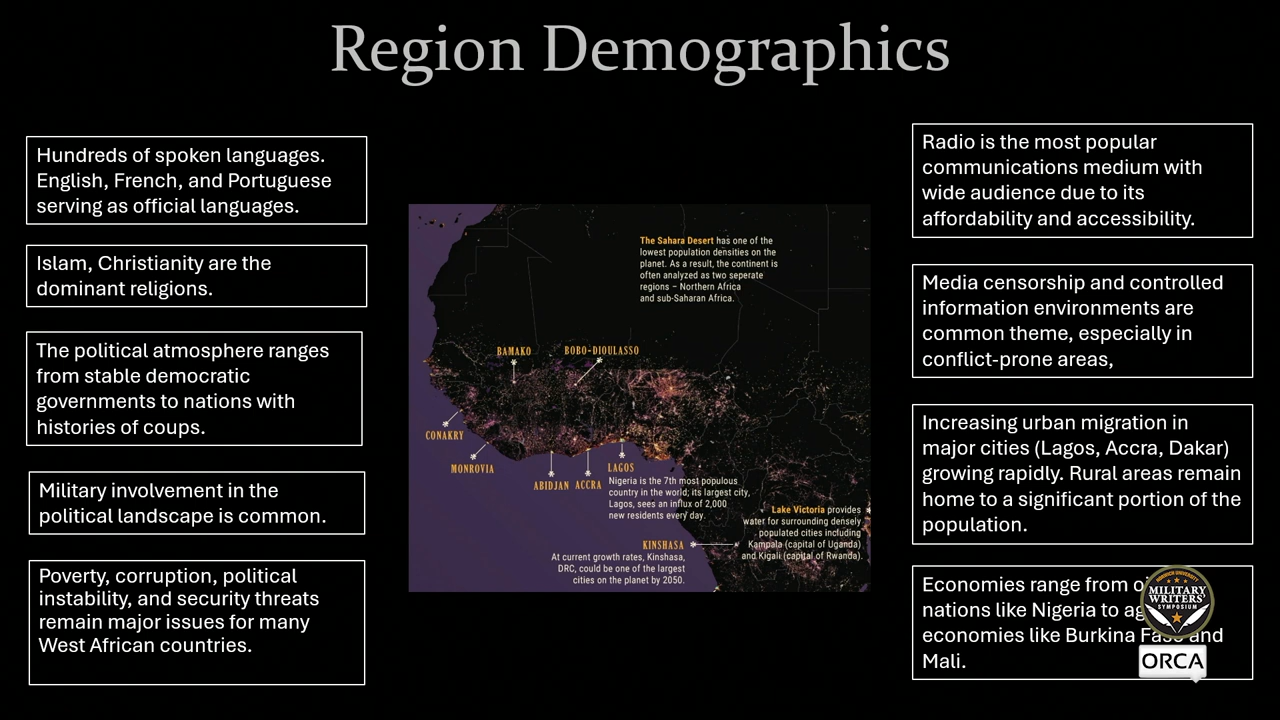 Region Demographics
Hundreds of spoken languages.
English, French, and Portuguese
serving as official languages.
Islam, Christianity are the
dominant religions.
The political atmosphere ranges
from stable democratic
governments to nations with
histories of coups.
Military involvement in the
political landscape is common.
Poverty, corruption, political
instability, and security threats
remain major issues for many
West African countries.
The Sahara Desert has one of the
lowest population densities on the
planet. As a result, the continent is
often analyzed as two seperate
regions – Northern Africa
and sub-Saharan Africa.
BAMAKO
BOBO-DIOULASSO
CONAKRY
MONROVIA
ABIDJAN
ACCRA
LAGOS
Nigeria is the 7th most populous
country in the world; its largest city,
Lagos, sees an influx of 2,000
new residents every day.
Lake Victoria provides
water for surrounding densely
populated cities including
Kampala (capital of Uganda)
and Kigali (capital of Rwanda).
KINSHASA
At current growth rates, Kinshasa,
DRC, could be one of the largest
cities on the planet by 2050.
Radio is the most popular
communications medium with
wide audience due to its
affordability and accessibility.
Media censorship and controlled
information environments are
common theme, especially in
conflict-prone areas,
Increasing urban migration in
major cities (Lagos, Accra, Dakar)
growing rapidly. Rural areas remain
home to a significant portion of the
population.
Economies range from
nations like Nigeria to
economies like Burkina Faso and
Mali.
NORWICH UNIVERSITY
MILITARY
WRITERS'
SYMPOSIUM
ORCA